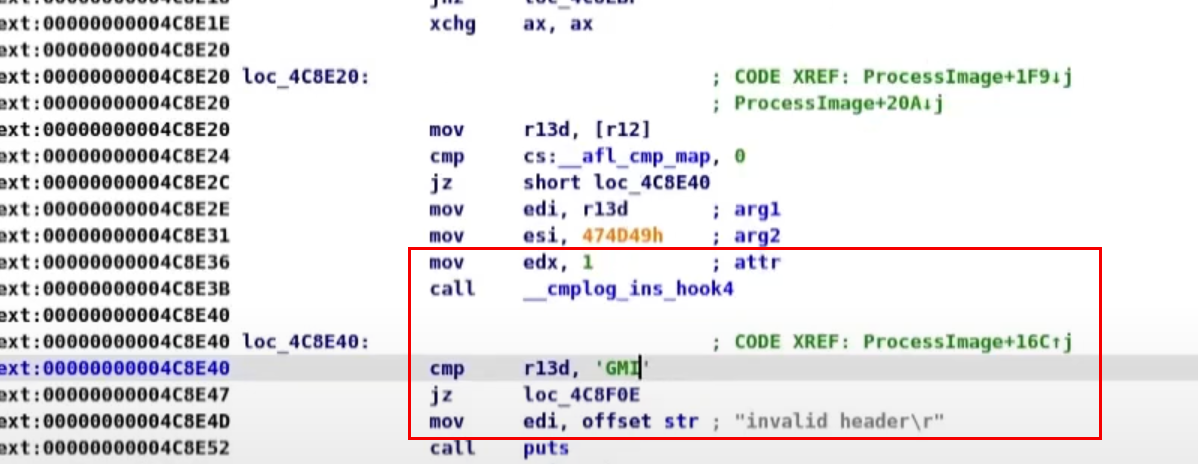 ext:00000000004C8E1E xchg ax, ax
ext:00000000004C8E20
ext:00000000004C8E20 loc_4C8E20: ; CODE XREF: ProcessImage+1F9↓j
ext:00000000004C8E20 ; ProcessImage+20A↓j
ext:00000000004C8E20 mov r13d, [r12]
ext:00000000004C8E24 cmp cs:__afl_cmp_map, 0
ext:00000000004C8E2C jz short loc_4C8E40
ext:00000000004C8E2E mov edi, r13d ; arg1
ext:00000000004C8E31 mov esi, 474D49h ; arg2
ext:00000000004C8E36 mov edx, 1 ; attr
ext:00000000004C8E3B call __cmplog_ins_hook4
ext:00000000004C8E40
ext:00000000004C8E40 loc_4C8E40: ; CODE XREF: ProcessImage+16C↑j
ext:00000000004C8E40 cmp r13d, 'GMI'
ext:00000000004C8E47 jz loc_4C8F0E
ext:00000000004C8E4D mov edi, offset str ; "invalid header\r"
ext:00000000004C8E52 call puts